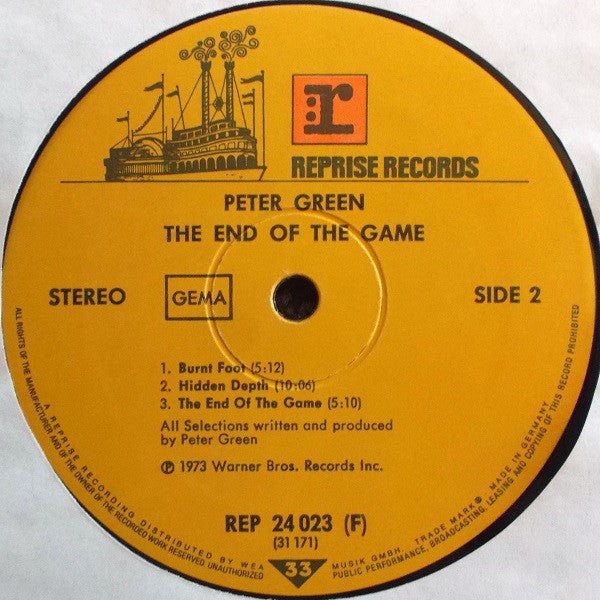 r
REPRISE RECORDS
PETER GREEN
THE END OF THE GAME
STEREO
GEMA
SIDE 2
1. Burnt Foot (5:12)
2. Hidden Depth (10:06)
3. The End Of The Game (5:10)
All Selections written and produced
by Peter Green
℗ 1973 Warner Bros. Records Inc.
REP 24 023 (F)
(31 171)
33
A REPRISE RECORDING DISTRIBUTED BY WEA MUSIK GMBH. TRADE MARK® MADE IN GERMANY
ALL RIGHTS OF THE MANUFACTURER AND OF THE OWNER OF THE RECORDED WORK RESERVED. UNAUTHORIZED PUBLIC PERFORMANCE, BROADCASTING, LEASING AND COPYING OF THIS RECORD PROHIBITED